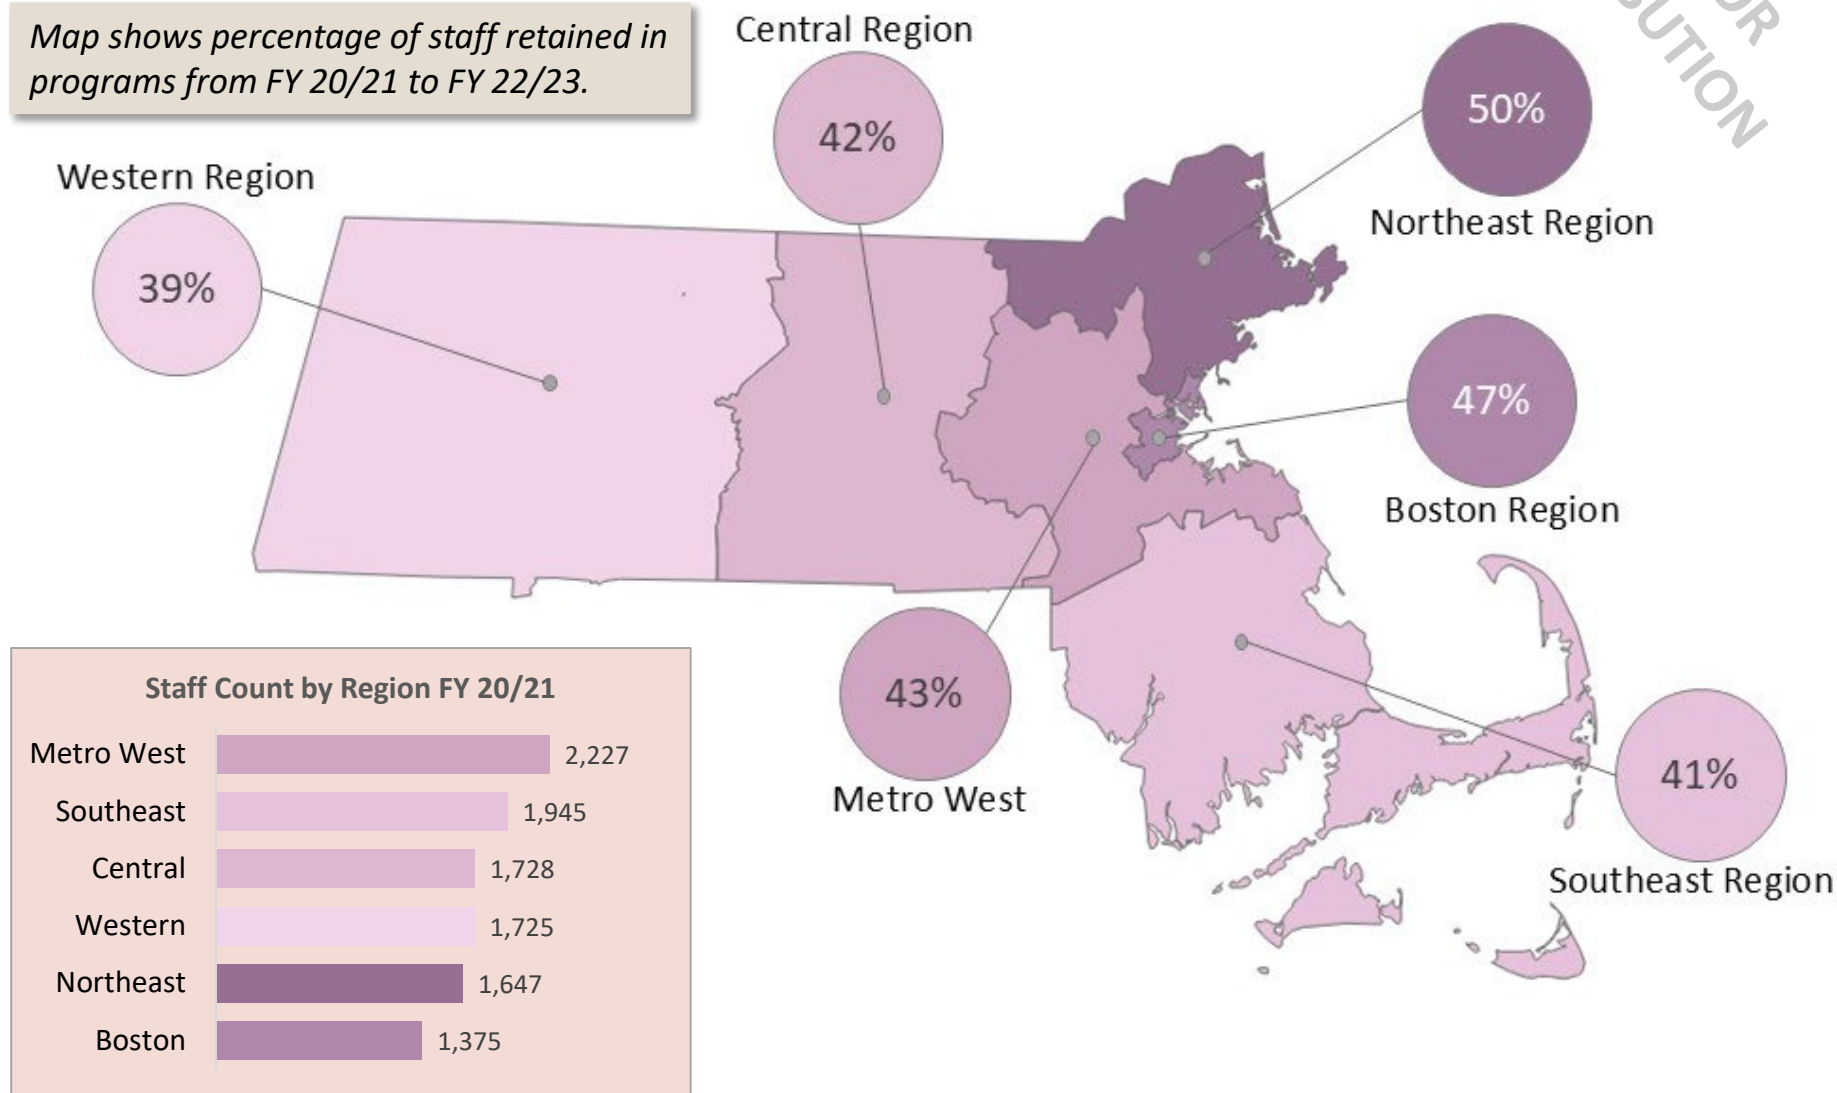 Map shows percentage of staff retained in
programs from FY 20/21 to FY 22/23.
Central Region
42%
50%
Northeast Region
Western Region
39%
47%
Boston Region
43%
Metro West
41%
Southeast Region
Staff Count by Region FY 20/21
Metro West 2,227
Southeast 1,945
Central 1,728
Western 1,725
Northeast 1,647
Boston 1,375